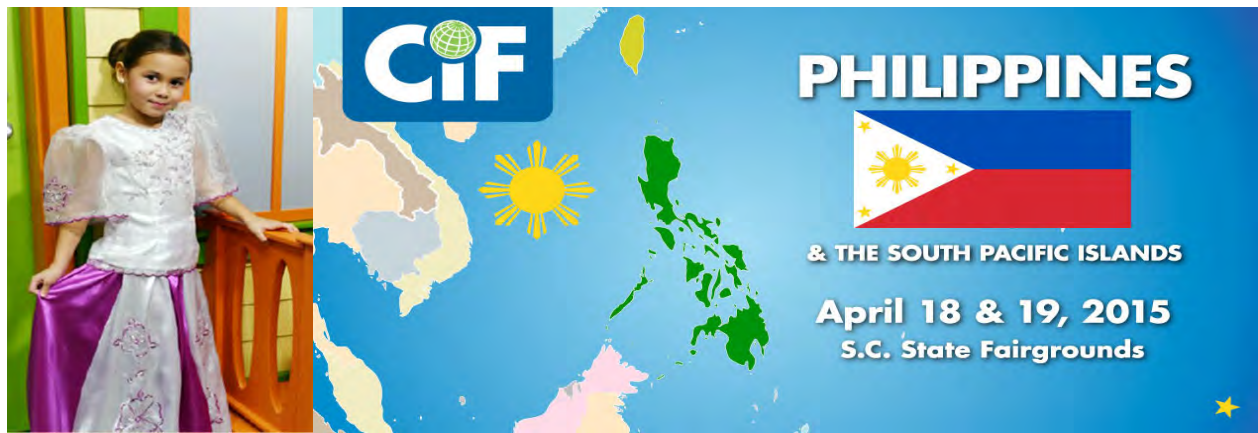 CiF
PHILIPPINES
& THE SOUTH PACIFIC ISLANDS
April 18 & 19, 2015
S.C. State Fairgrounds